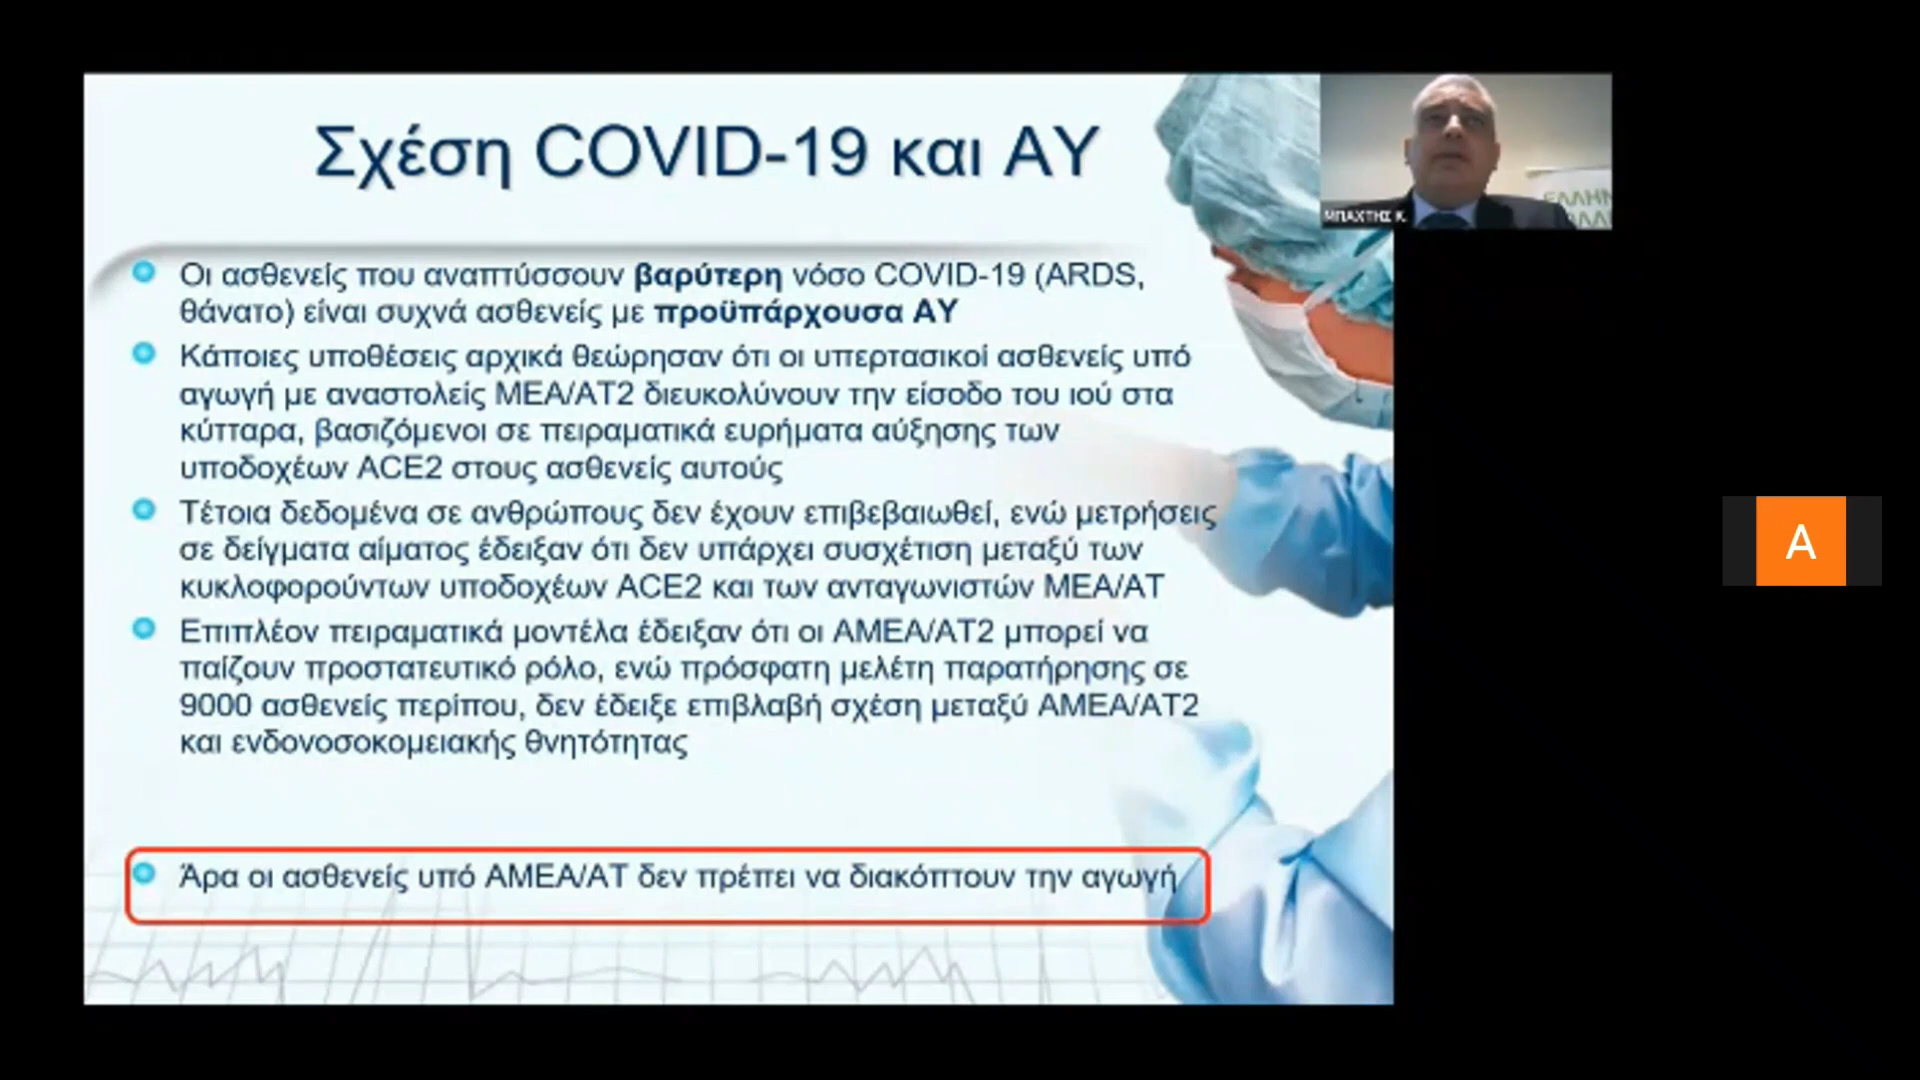 Σχέση COVID-19 και ΑΥ
Οι ασθενείς που αναπτύσσουν βαρύτερη νόσο COVID-19 (ARDS,
θάνατο) είναι συχνά ασθενείς με προϋπάρχουσα ΑΥ
Κάποιες υποθέσεις αρχικά θεώρησαν ότι οι υπερτασικοί ασθενείς υπό
αγωγή με αναστολείς ΜΕΑ/ΑΤ2 διευκολύνουν την είσοδο του ιού στα
κύτταρα, βασιζόμενοι σε πειραματικά ευρήματα αύξησης των
υποδοχέων ACE2 στους ασθενείς αυτούς
Τέτοια δεδομένα σε ανθρώπους δεν έχουν επιβεβαιωθεί, ενώ μετρήσεις
σε δείγματα αίματος έδειξαν ότι δεν υπάρχει συσχέτιση μεταξύ των
κυκλοφορούντων υποδοχέων ACE2 και των ανταγωνιστών ΜΕΑ/ΑΤ
Επιπλέον πειραματικά μοντέλα έδειξαν ότι οι ΑΜΕΑ/ΑΤ2 μπορεί να
παίζουν προστατευτικό ρόλο, ενώ πρόσφατη μελέτη παρατήρησης σε
9000 ασθενείς περίπου, δεν έδειξε επιβλαβή σχέση μεταξύ ΑΜΕΑ/ΑΤ2
και ενδονοσοκομειακής θνητότητας
Άρα οι ασθενείς υπό ΑΜΕΑ/ΑΤ δεν πρέπει να διακόπτουν την αγωγή
ΜΠΑΧΤΗΣ Κ.
ΕΛΛΗΝ
A